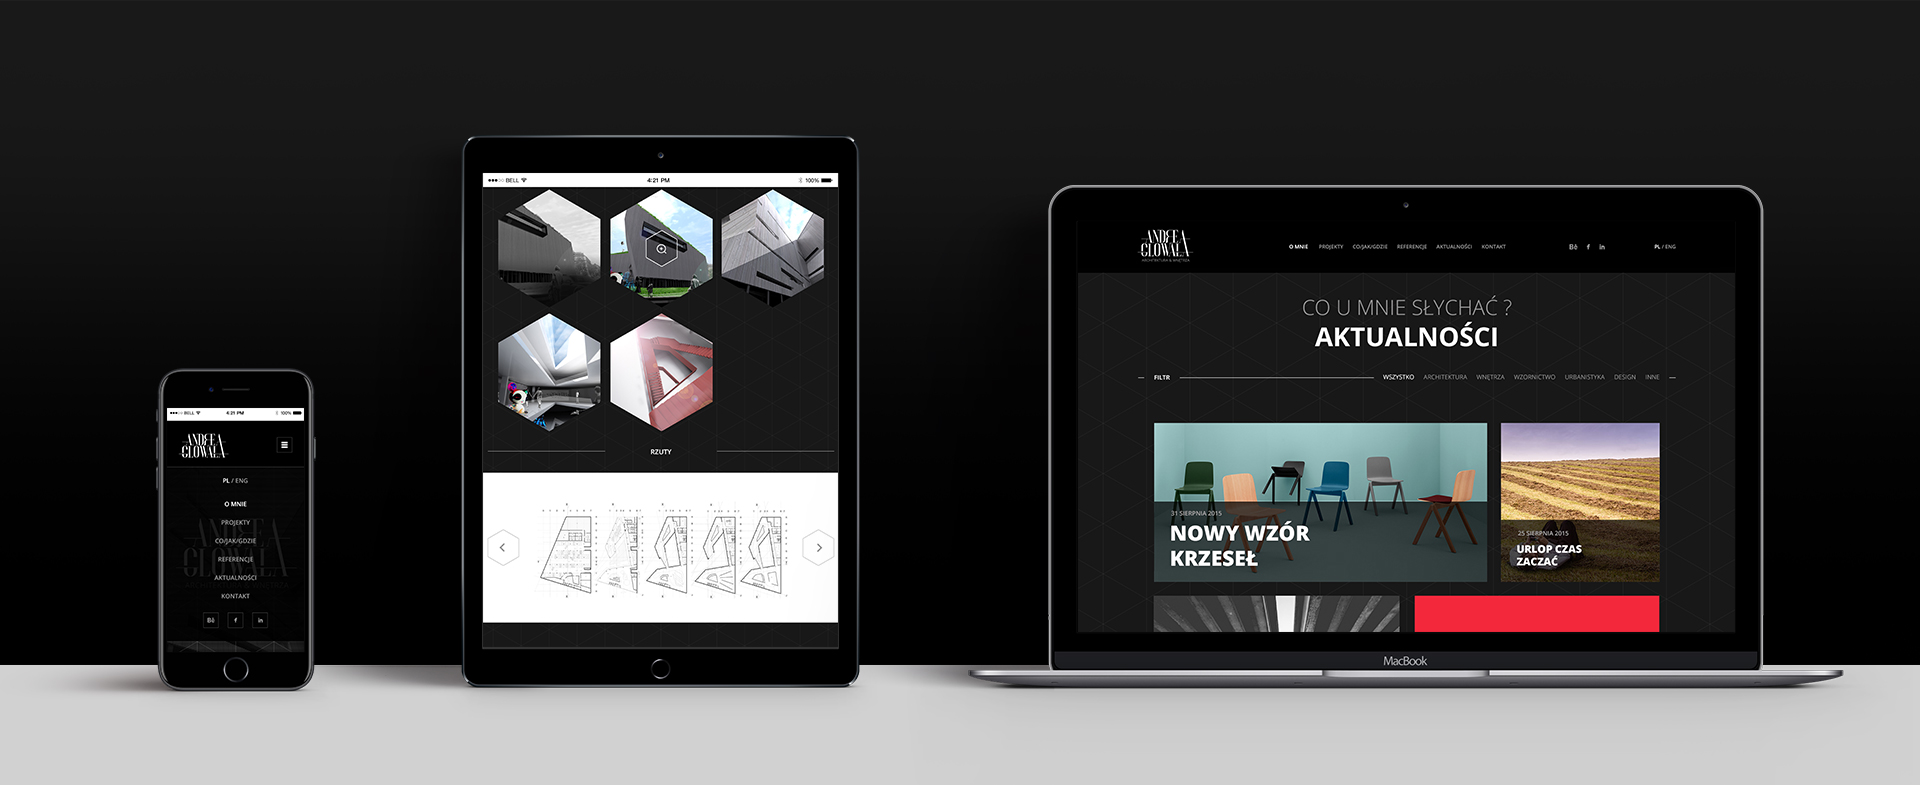 BELL
4:21 PM
100%
ANDREA
GLOWALA
PL / ENG
O MNIE
PROJEKTY
CO/JAK/GDZIE
REFERENCJE
AKTUALNOŚCI
KONTAKT
Bē f in
BELL
4:21 PM
100%
RZUTY
ANDREA
GLOWALA
ARCHITEKTURA & WNĘTRZA
O MNIE PROJEKTY CO/JAK/GDZIE REFERENCJE AKTUALNOŚCI KONTAKT
Bē f in
PL / ENG
CO U MNIE SŁYCHAĆ ?
AKTUALNOŚCI
FILTR
WSZYSTKO ARCHITEKTURA WNĘTRZA WZORNICTWO URBANISTYKA DESIGN INNE
31 SIERPNIA 2015
NOWY WZÓR
KRZESEŁ
25 SIERPNIA 2015
URLOP CZAS
ZACZĄĆ
MacBook